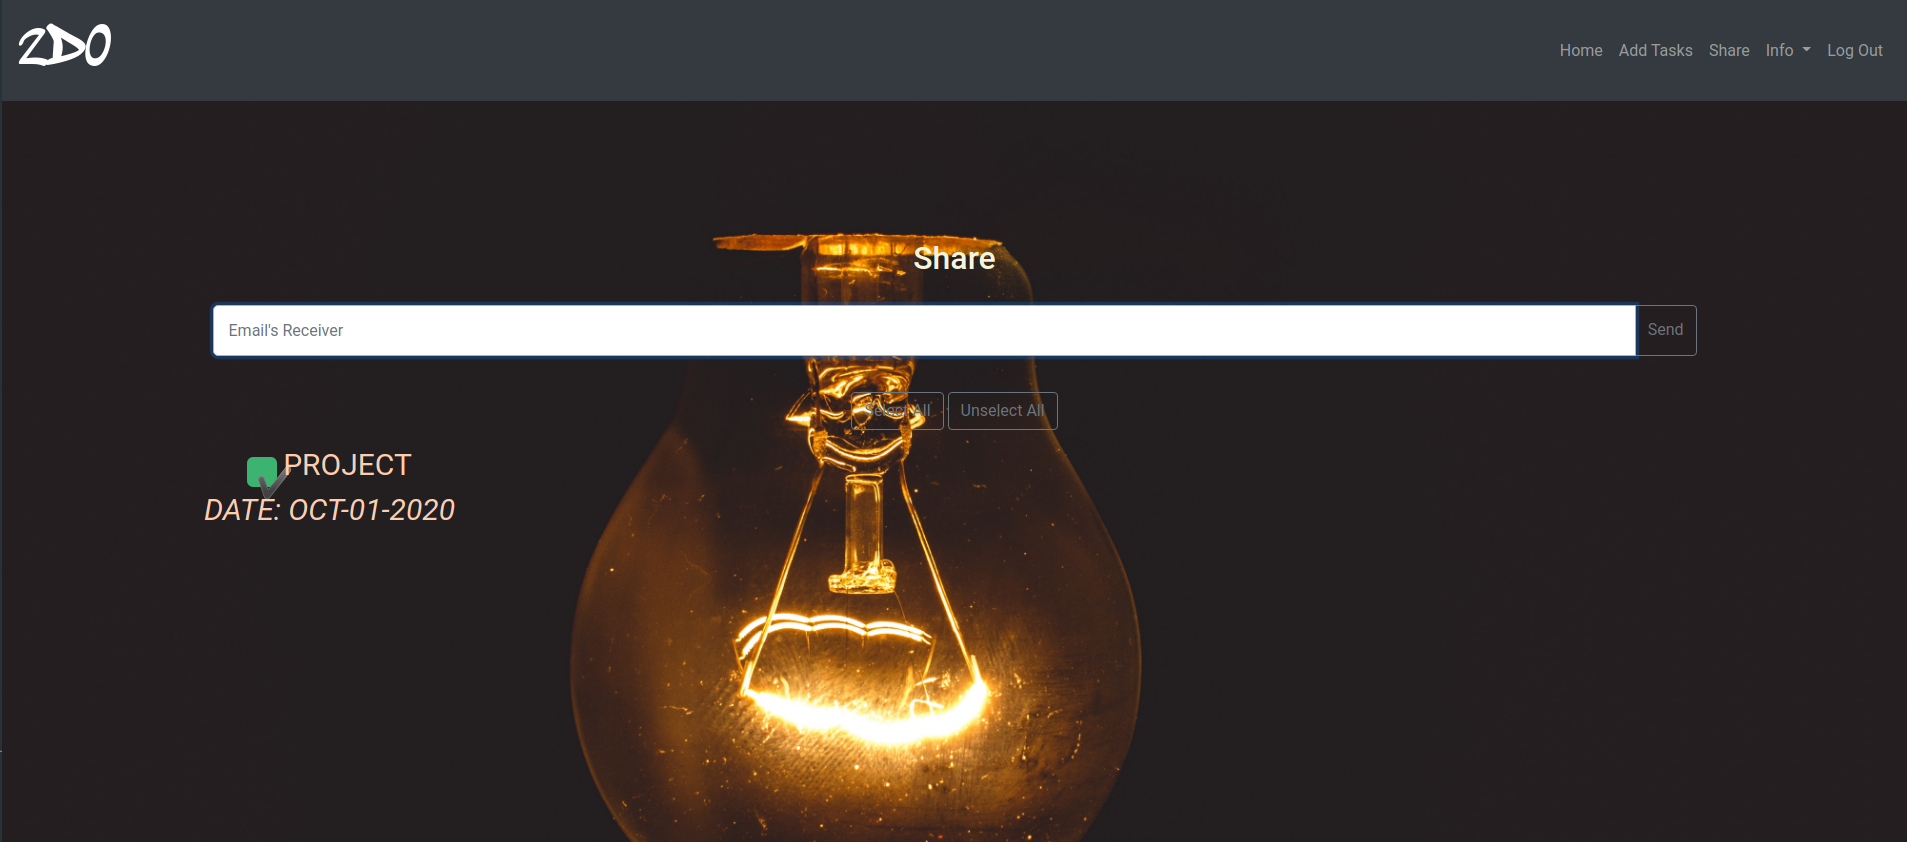 2DO
Home Add Tasks Share Info Log Out
Share
Email's Receiver Send
Select All Unselect All
PROJECT
DATE: OCT-01-2020